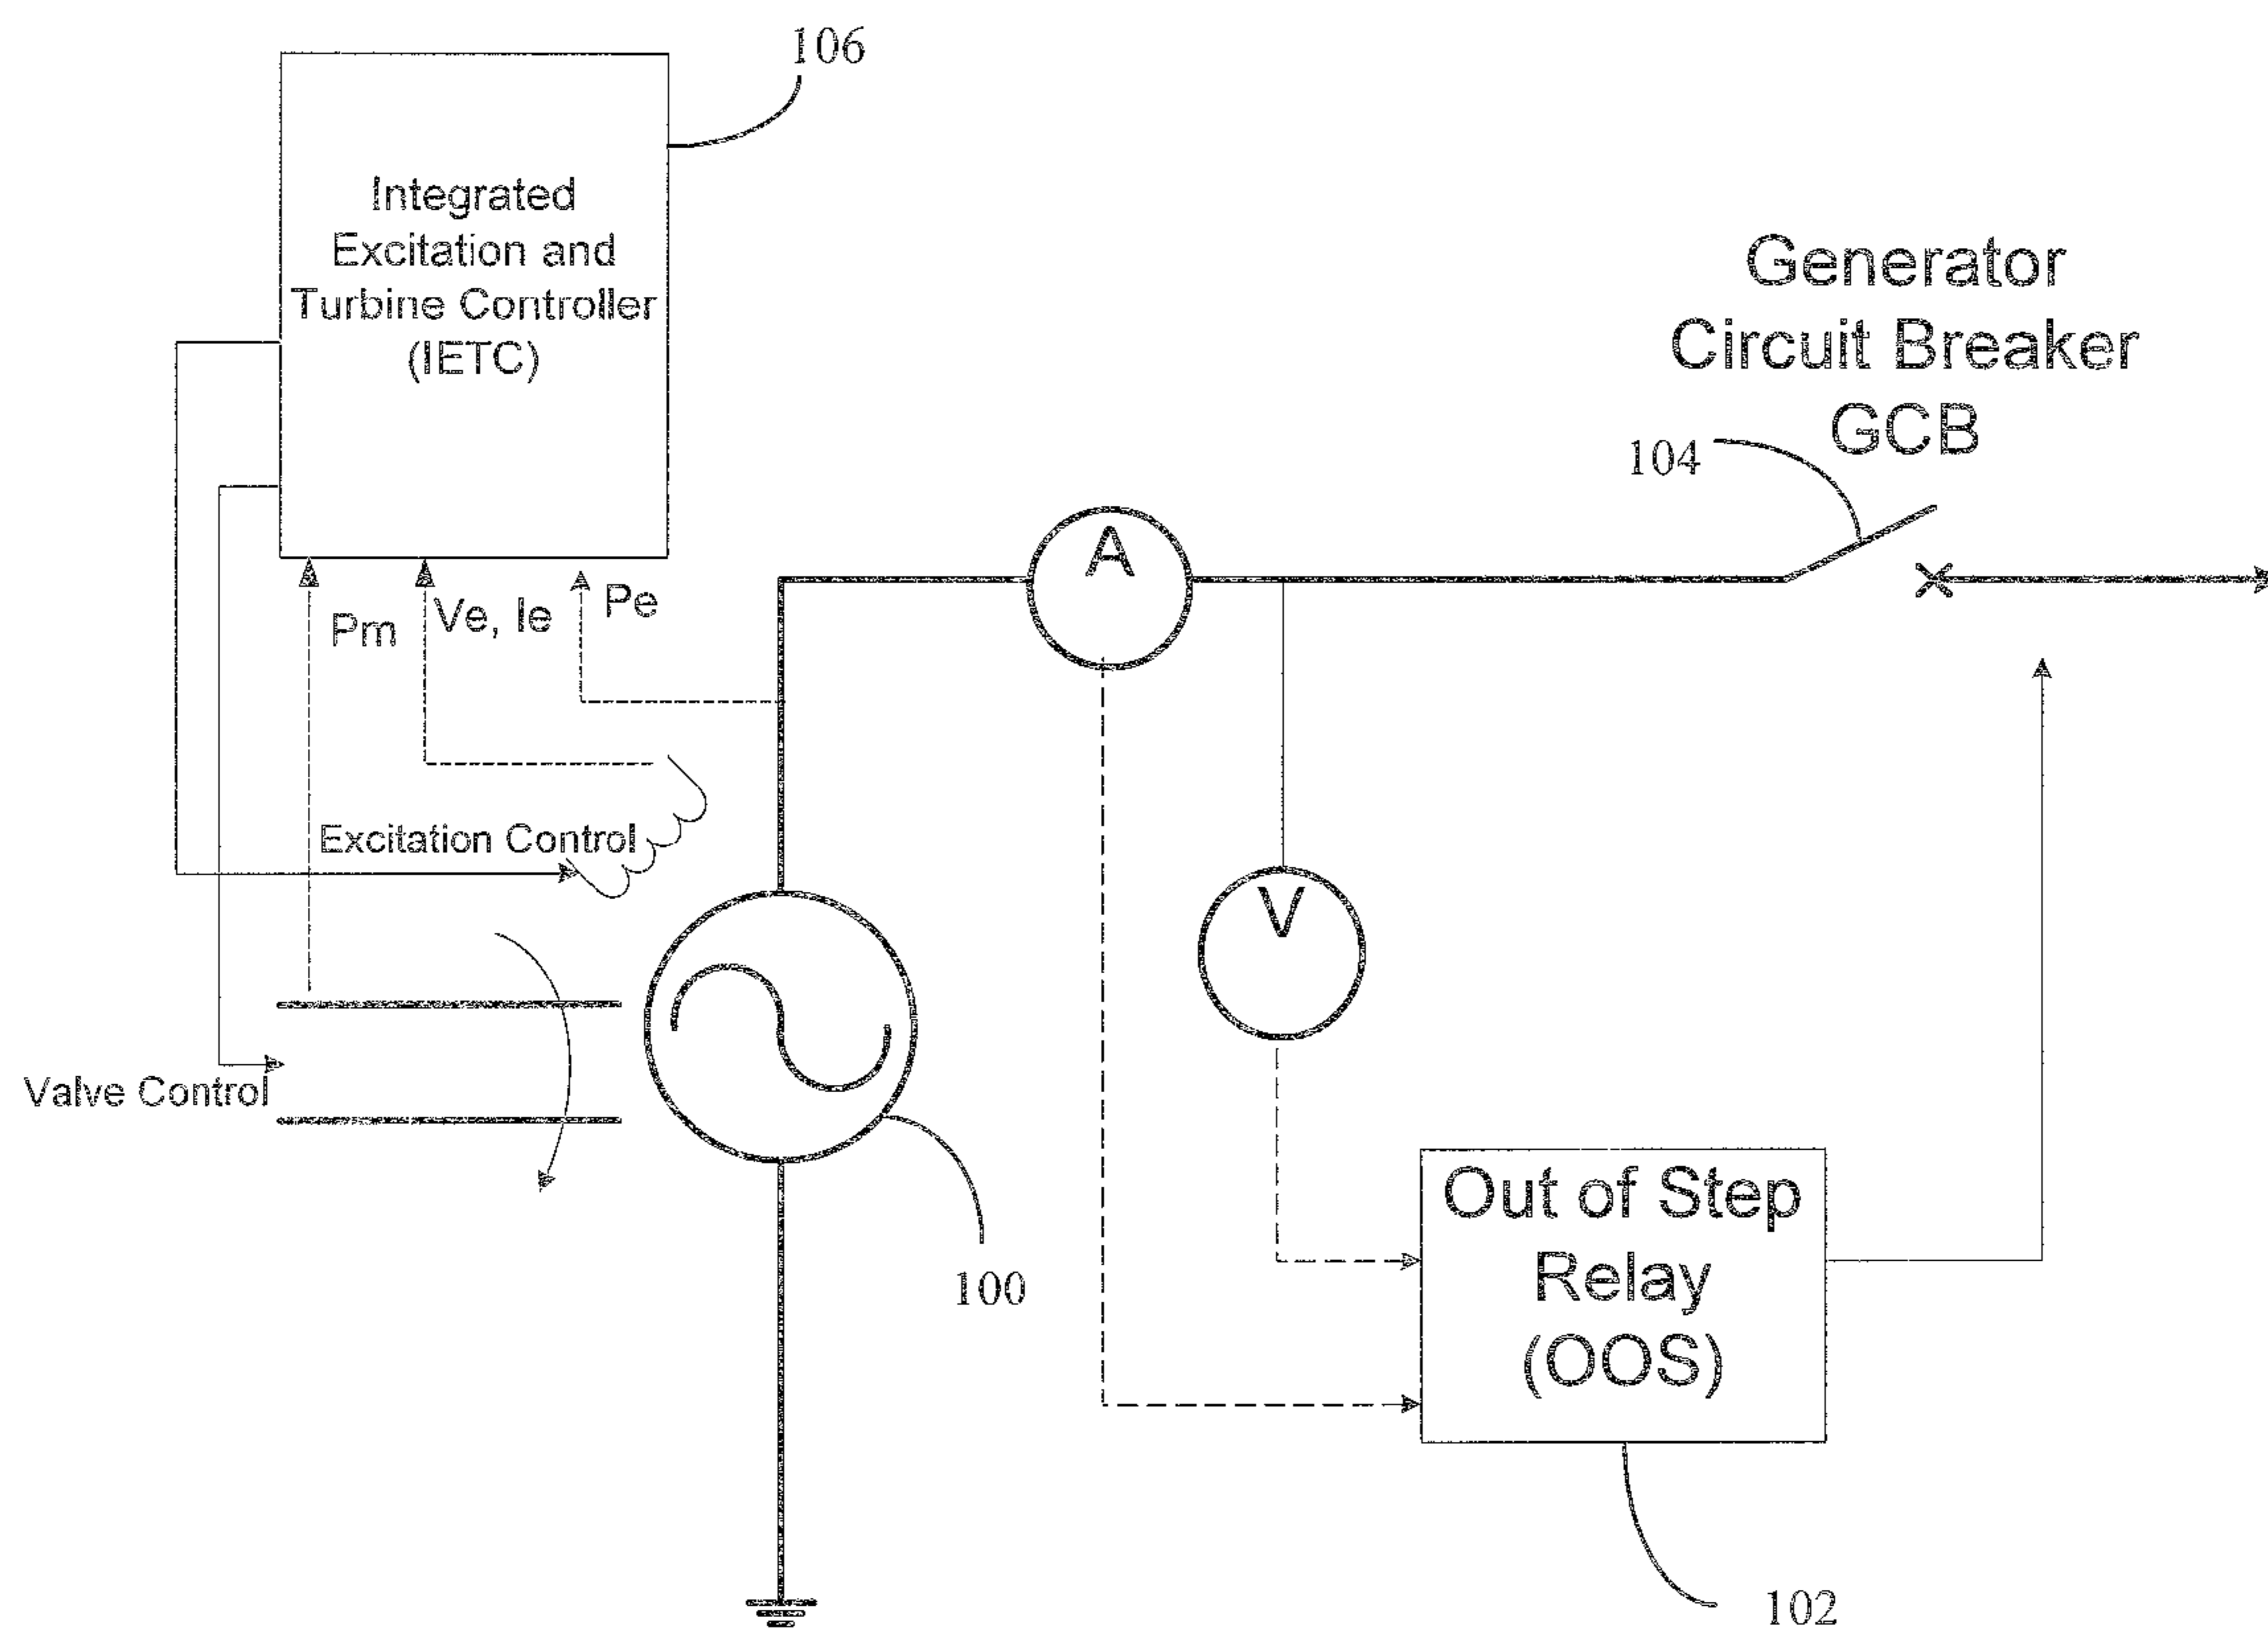 106
Integrated
Excitation and
Turbine Controller
(IETC)
Generator
Circuit Breaker
GCB
104
A
Pm
Ve, Ie
Pe
Excitation Control
V
Valve Control
100
Out of Step
Relay
(OOS)
102